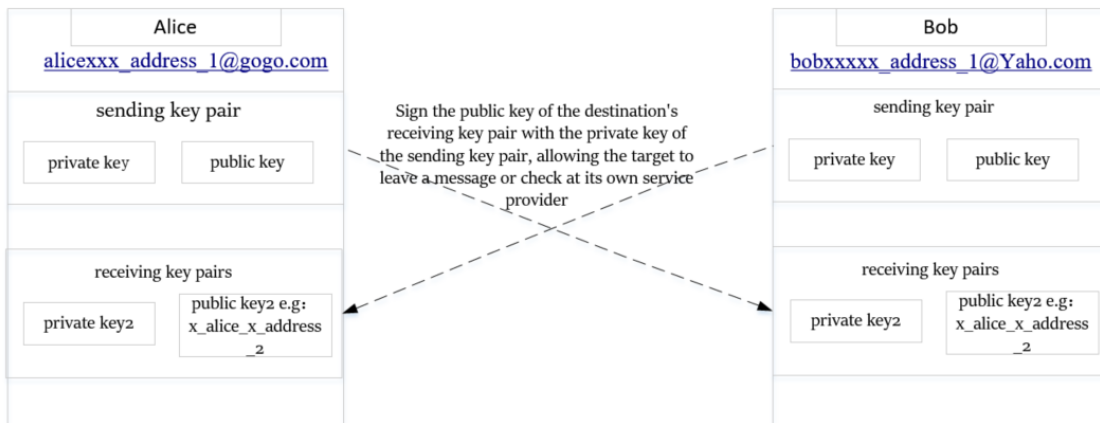 Alice
alicexxx_address_1@gogo.com
sending key pair
private key
public key
receiving key pairs
private key2
public key2 e.g:
x_alice_x_address
_2
Sign the public key of the destination's
receiving key pair with the private key of
the sending key pair, allowing the target to
leave a message or check at its own service
provider
Bob
bobxxxxx_address_1@Yaho.com
sending key pair
private key
public key
receiving key pairs
private key2
public key2 e.g:
x_alice_x_address
_2